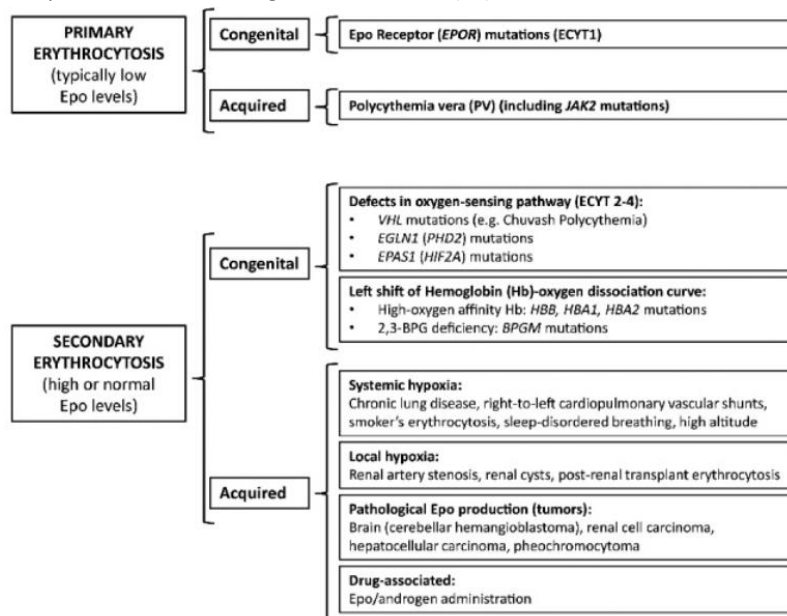 PRIMARY
ERYTHROCYTOSIS
(typically low
Epo levels)
Congenital
Epo Receptor (EPOR) mutations (ECYT1)
Acquired
Polycythemia vera (PV) (including JAK2 mutations)
SECONDARY
ERYTHROCYTOSIS
(high or normal
Epo levels)
Congenital
Defects in oxygen-sensing pathway (ECYT 2-4):
• VHL mutations (e.g. Chuvash Polycythemia)
• EGLN1 (PHD2) mutations
• EPAS1 (HIF2A) mutations
Left shift of Hemoglobin (Hb)-oxygen dissociation curve:
• High-oxygen affinity Hb: HBB, HBA1, HBA2 mutations
• 2,3-BPG deficiency: BPGM mutations
Acquired
Systemic hypoxia:
Chronic lung disease, right-to-left cardiopulmonary vascular shunts,
smoker's erythrocytosis, sleep-disordered breathing, high altitude
Local hypoxia:
Renal artery stenosis, renal cysts, post-renal transplant erythrocytosis
Pathological Epo production (tumors):
Brain (cerebellar hemangioblastoma), renal cell carcinoma,
hepatocellular carcinoma, pheochromocytoma
Drug-associated:
Epo/androgen administration